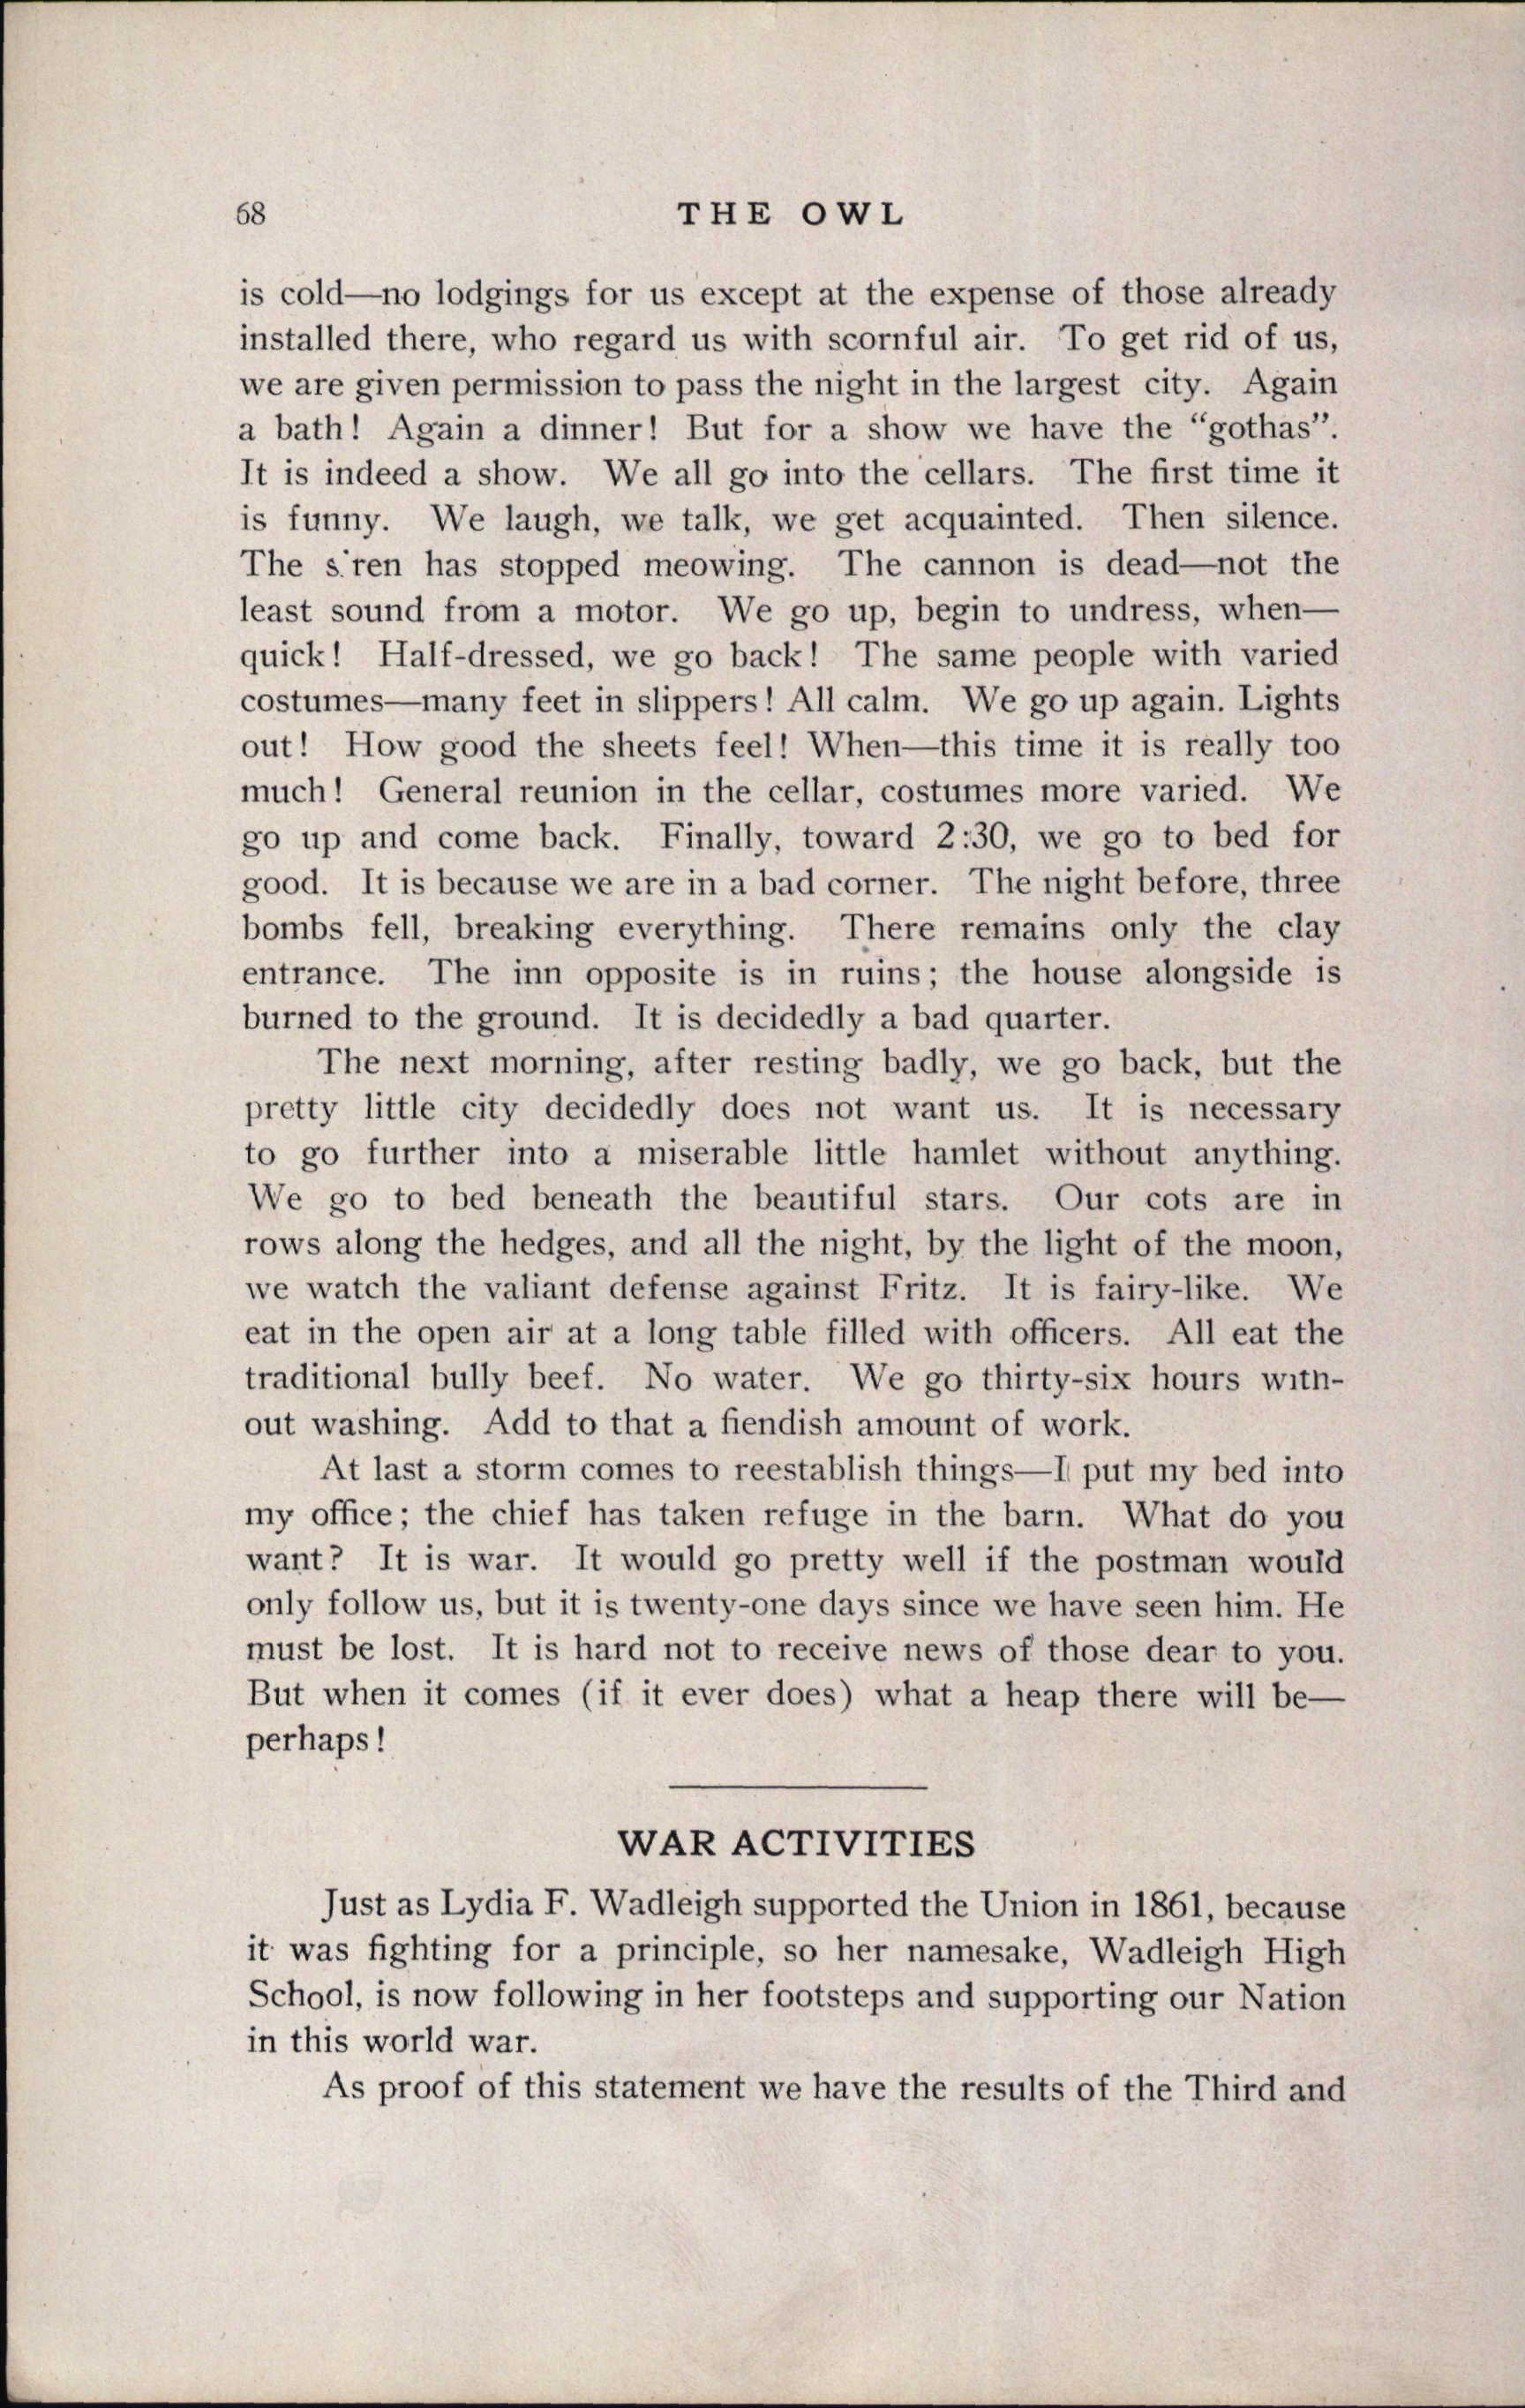 68
THE OWL
is cold—no lodgings for us except at the expense of those already
installed there, who regard us with scornful air. To get rid of us,
we are given permission to pass the night in the largest city. Again
a bath! Again a dinner! But for a show we have the “gothas”.
It is indeed a show. We all go into the cellars. The first time it
is funny. We laugh, we talk, we get acquainted. Then silence.
The s.ren has stopped meowing. The cannon is dead—not the
least sound from a motor. We go up, begin to undress, when—
quick! Half-dressed, we go back! The same people with varied
costumes—many feet in slippers! All calm. We go up again. Lights
out! How good the sheets feel! When—this time it is really too
much! General reunion in the cellar, costumes more varied. We
go up and come back. Finally, toward 2:30, we go to bed for
good. It is because we are in a bad corner. The night before, three
bombs fell, breaking everything. There remains only the clay
entrance. The inn opposite is in ruins; the house alongside is
burned to the ground. It is decidedly a bad quarter.
The next morning, after resting badly, we go back, but the
pretty little city decidedly does not want us. It is necessary
to go further into a miserable little hamlet without anything.
We go to bed beneath the beautiful stars. Our cots are in
rows along the hedges, and all the night, by the light of the moon,
we watch the valiant defense against Fritz. It is fairy-like. We
eat in the open air at a long table filled with officers. All eat the
traditional bully beef. No water. We go thirty-six hours with-
out washing. Add to that a fiendish amount of work.
At last a storm comes to reestablish things—I put my bed into
my office; the chief has taken refuge in the barn. What do you
want? It is war. It would go pretty well if the postman would
only follow us, but it is twenty-one days since we have seen him. He
must be lost. It is hard not to receive news of those dear to you.
But when it comes (if it ever does) what a heap there will be—
perhaps!
WAR ACTIVITIES
Just as Lydia F. Wadleigh supported the Union in 1861, because
it was fighting for a principle, so her namesake, Wadleigh High
School, is now following in her footsteps and supporting our Nation
in this world war.
As proof of this statement we have the results of the Third and